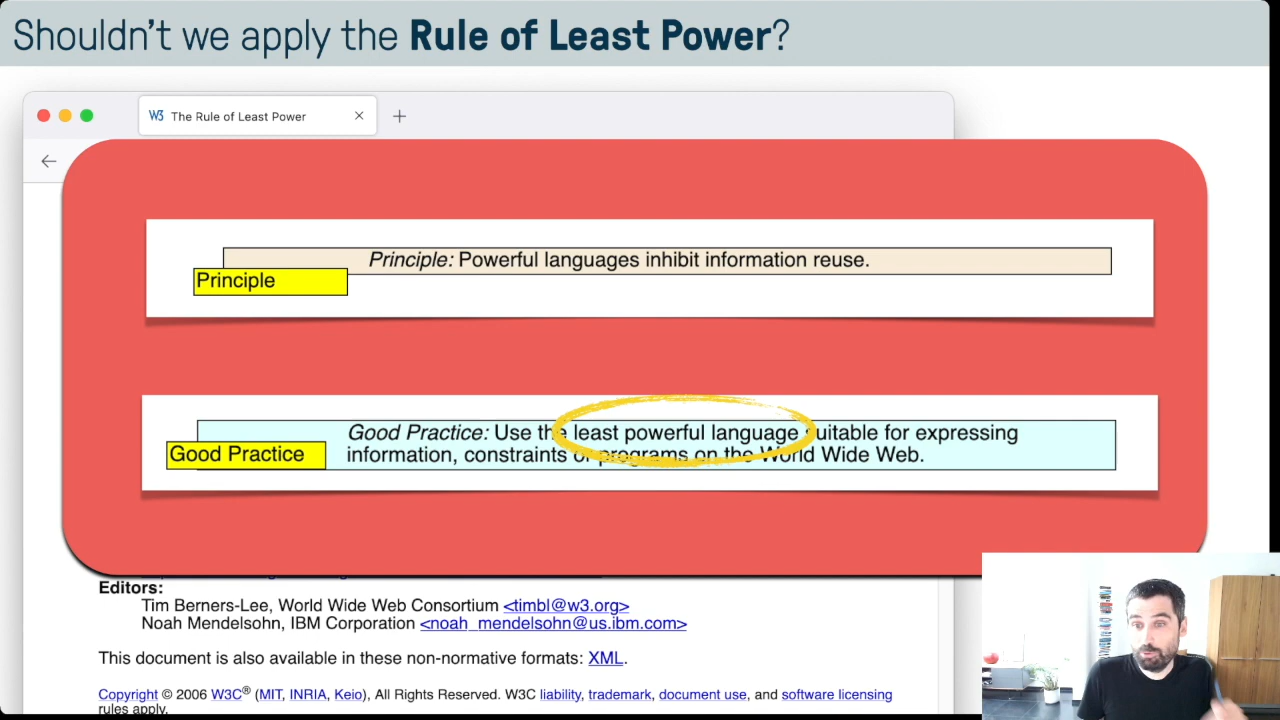 Shouldn't we apply the Rule of Least Power?
W3 The Rule of Least Power
Principle: Powerful languages inhibit information reuse.
Principle
Good Practice: Use the least powerful language suitable for expressing
Good Practice
information, constraints or programs on the World Wide Web.
Editors:
Tim Berners-Lee, World Wide Web Consortium <timbl@w3.org>
Noah Mendelsohn, IBM Corporation <noah_mendelsohn@us.ibm.com>
This document is also available in these non-normative formats: XML.
Copyright © 2006 W3C® (MIT, INRIA, Keio), All Rights Reserved. W3C liability, trademark, document use, and software licensing
rules apply.